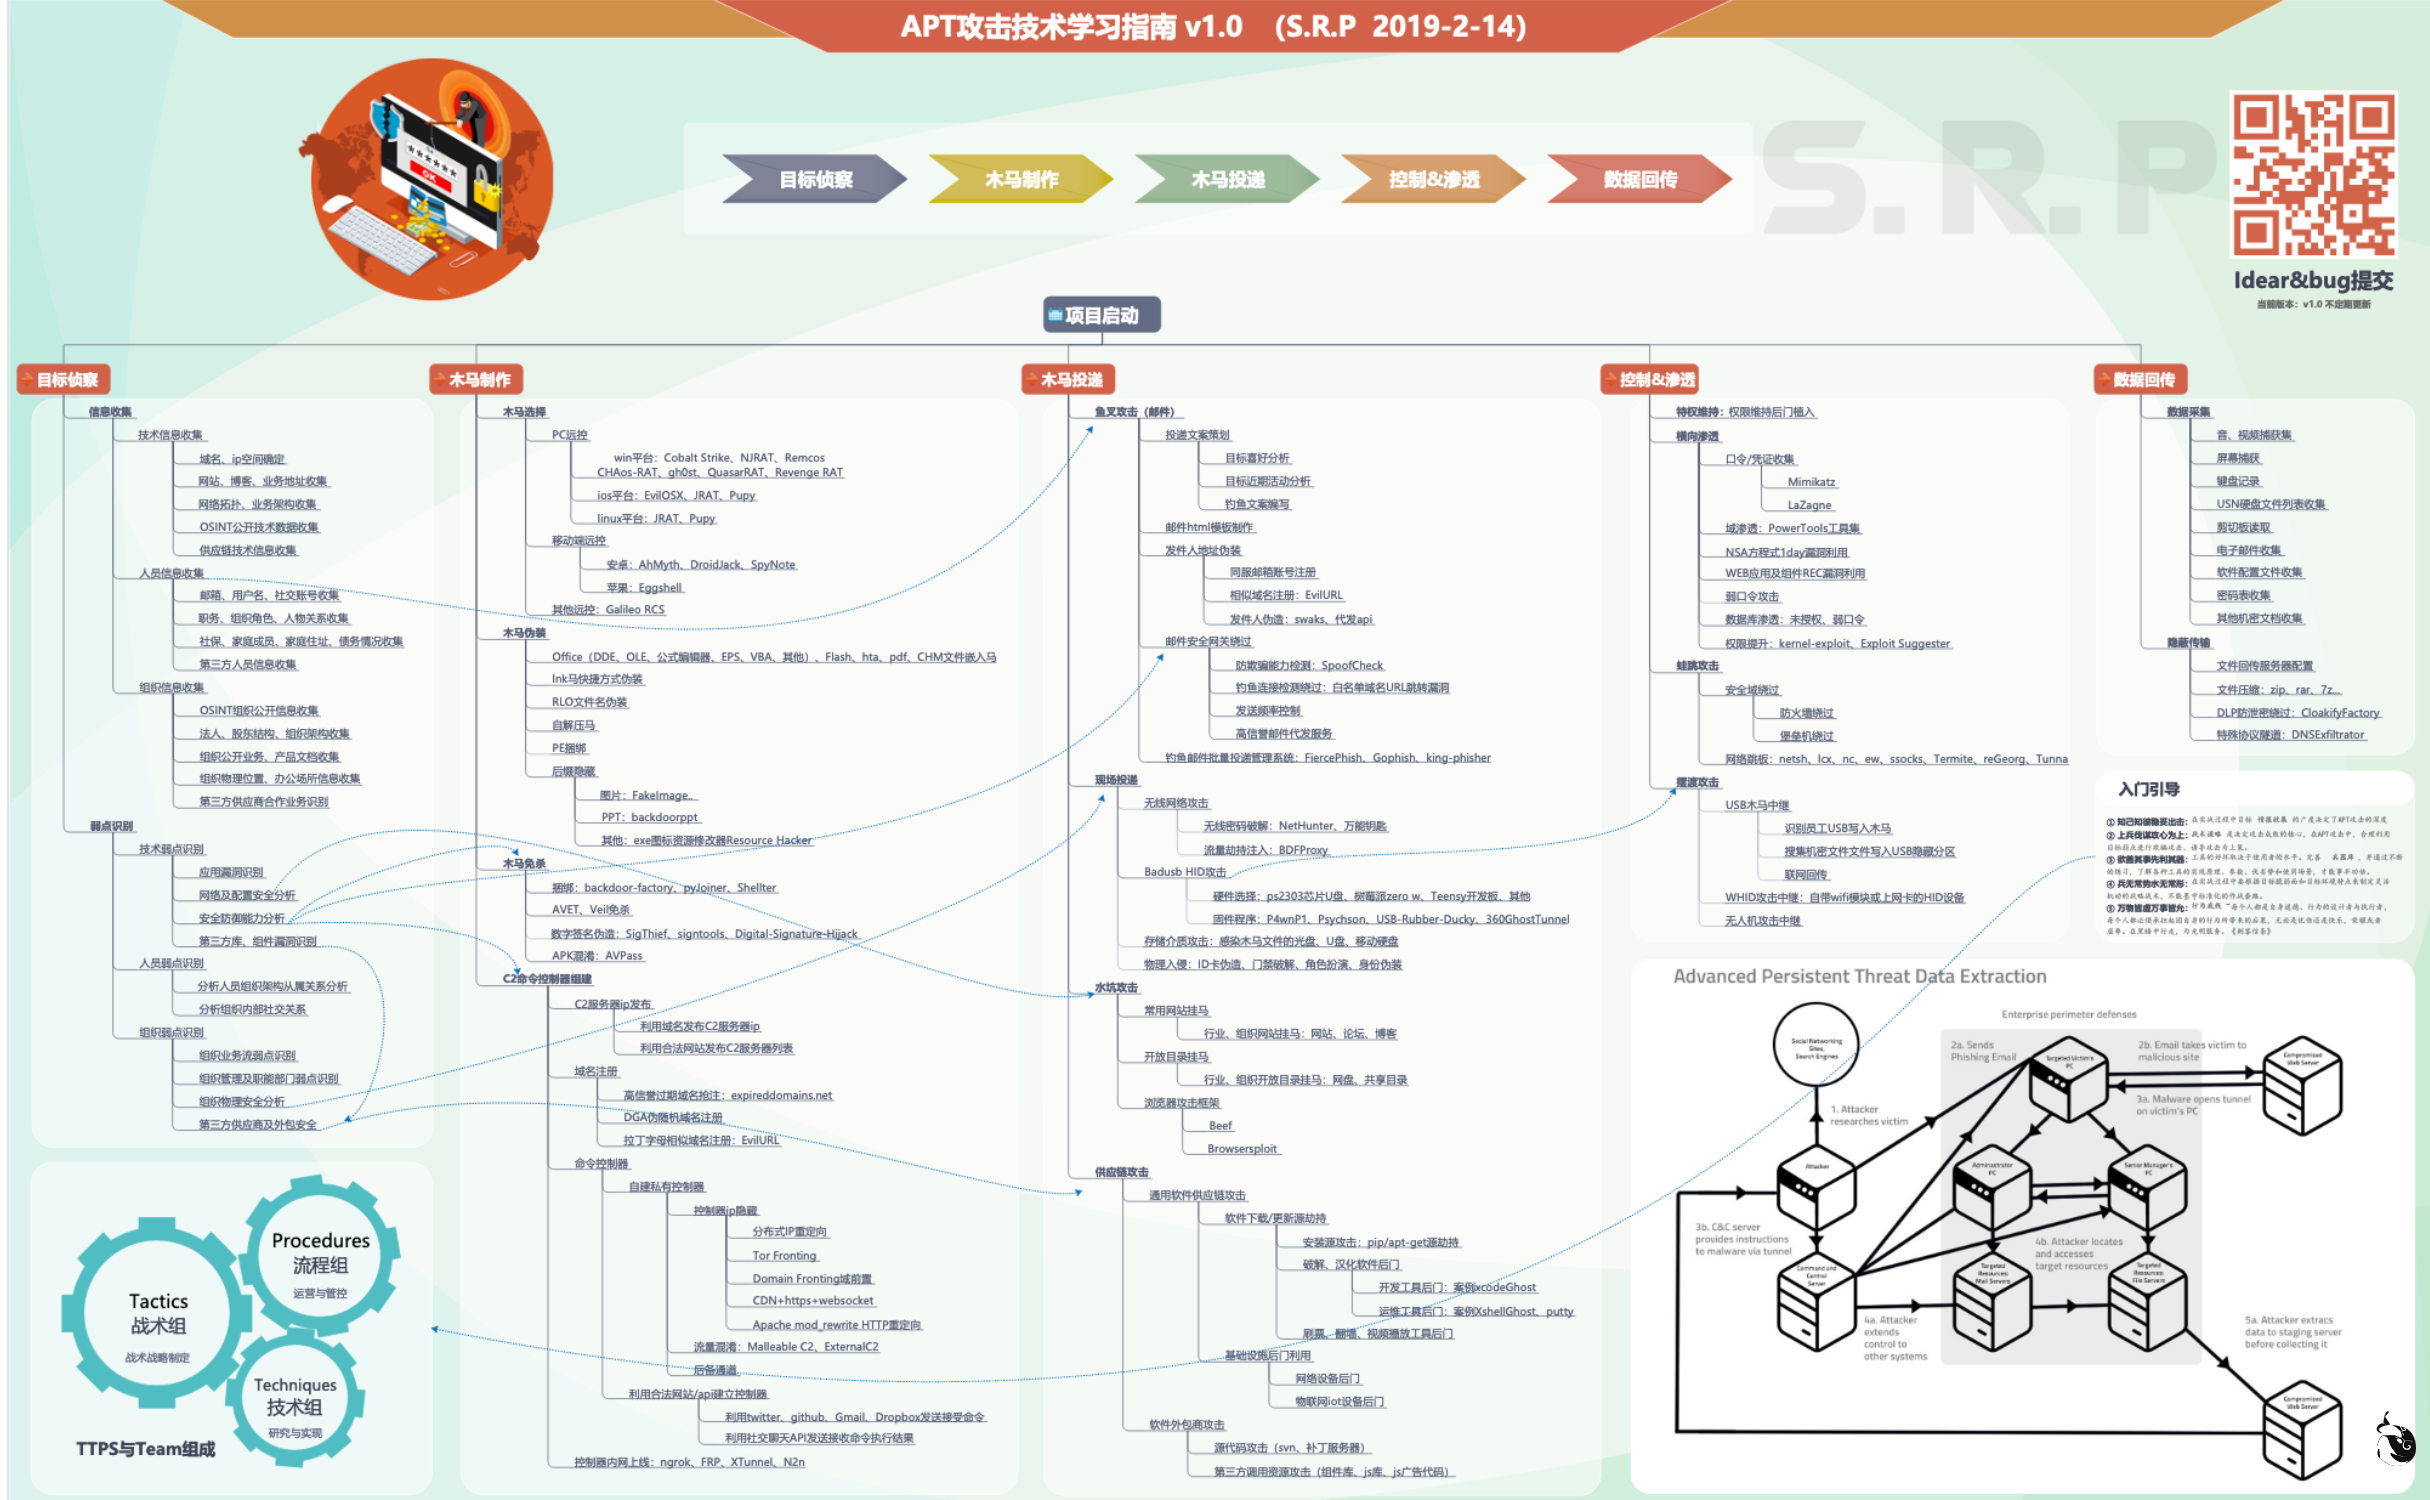 APT攻击技术学习指南 v1.0 (S.R.P 2019-2-14)
OK
目标侦察
木马制作
木马投递
控制&渗透
数据回传
S.R.P
Idear&bug提交
当前版本：v1.0 不定期更新
项目启动
目标侦察
信息收集
技术信息收集
域名、ip空间确定
网站、博客、业务地址收集
网络拓扑、业务架构收集
OSINT公开技术数据收集
供应链技术信息收集
人员信息收集
邮箱、用户名、社交账号收集
职务、组织角色、人物关系收集
社保、家庭成员、家庭住址、债务情况收集
第三方人员信息收集
组织信息收集
OSINT组织公开信息收集
法人、股东结构、组织架构收集
组织公开业务、产品文档收集
组织物理位置、办公场所信息收集
第三方供应商合作业务识别
弱点识别
技术弱点识别
应用漏洞识别
网络及配置安全分析
安全防御能力分析
第三方库、组件漏洞识别
人员弱点识别
分析人员组织架构从属关系分析
分析组织内部社交关系
组织弱点识别
组织业务流弱点识别
组织管理及职能部门弱点识别
组织物理安全分析
第三方供应商及外包安全
Tactics
战术组
战术战略制定
Procedures
流程组
运营与管控
Techniques
技术组
研究与实现
TTPS与Team组成
木马制作
木马选择
PC远控
win平台：Cobalt Strike、NJRAT、Remcos
CHAos-RAT、gh0st、QuasarRAT、Revenge RAT
ios平台：EvilOSX、JRAT、Pupy
linux平台：JRAT、Pupy
移动端远控
安卓：AhMyth、DroidJack、SpyNote
苹果：Eggshell
其他远控：Galileo RCS
木马伪装
Office（DDE、OLE、公式编辑器、EPS、VBA、其他）、Flash、hta、pdf、CHM文件嵌入马
lnk马快捷方式伪装
RLO文件名伪装
自解压马
PE捆绑
后缀隐藏
图片：FakeImage..
PPT：backdoorppt
其他：exe图标资源修改器Resource Hacker
木马免杀
捆绑：backdoor-factory、pyJoiner、Shellter
AVET、Veil免杀
数字签名伪造：SigThief、signtools、Digital-Signature-Hijack
APK混淆：AVPass
C2命令控制器组建
C2服务器ip发布
利用域名发布C2服务器ip
利用合法网站发布C2服务器列表
域名注册
高信誉过期域名抢注：expireddomains.net
DGA伪随机域名注册
拉丁字母相似域名注册：EvilURL
命令控制器
自建私有控制器
控制器ip隐藏
分布式IP重定向
Tor Fronting
Domain Fronting域前置
CDN+https+websocket
Apache mod_rewrite HTTP重定向
流量混淆：Malleable C2、ExternalC2
后备通道
利用合法网站/api建立控制器
利用twitter、github、Gmail、Dropbox发送接受命令
利用社交聊天API发送接收命令执行结果
控制器内网上线：ngrok、FRP、XTunnel、N2n
木马投递
鱼叉攻击（邮件）
投递文案策划
目标喜好分析
目标近期活动分析
钓鱼文案编写
邮件html模板制作
发件人地址伪装
同服邮箱账号注册
相似域名注册：EvilURL
发件人伪造：swaks、代发api
邮件安全网关绕过
防欺骗能力检测：SpoofCheck
钓鱼连接检测绕过：白名单域名URL跳转漏洞
发送频率控制
高信誉邮件代发服务
钓鱼邮件批量投递管理系统：FiercePhish、Gophish、king-phisher
现场投递
无线网络攻击
无线密码破解：NetHunter、万能钥匙
流量劫持注入：BDFProxy
Badusb HID攻击
硬件选择：ps2303芯片U盘、树莓派zero w、Teensy开发板、其他
固件程序：P4wnP1、Psychson、USB-Rubber-Ducky、360GhostTunnel
存储介质攻击：感染木马文件的光盘、U盘、移动硬盘
物理入侵：ID卡伪造、门禁破解、角色扮演、身份伪装
水坑攻击
常用网站挂马
行业、组织网站挂马：网站、论坛、博客
开放目录挂马
行业、组织开放目录挂马：网盘、共享目录
浏览器攻击框架
Beef
Browsersploit
供应链攻击
通用软件供应链攻击
软件下载/更新源劫持
安装源攻击：pip/apt-get源劫持
破解、汉化软件后门
开发工具后门：案例xcodeGhost
运维工具后门：案例XshellGhost、putty
刷票、翻墙、视频播放工具后门
基础设施后门利用
网络设备后门
物联网iot设备后门
软件外包商攻击
源代码攻击（svn、补丁服务器）
第三方调用资源攻击（组件库、js库、js广告代码）
控制&渗透
特权维持：权限维持后门植入
横向渗透
口令/凭证收集
Mimikatz
LaZagne
域渗透：PowerTools工具集
NSA方程式1day漏洞利用
WEB应用及组件REC漏洞利用
弱口令攻击
数据库渗透：未授权、弱口令
权限提升：kernel-exploit、Exploit Suggester
蛙跳攻击
安全域绕过
防火墙绕过
堡垒机绕过
网络跳板：netsh、lcx、nc、ew、ssocks、Termite、reGeorg、Tunna
摆渡攻击
USB木马中继
识别员工USB写入木马
搜集机密文件文件写入USB隐藏分区
联网回传
WHID攻击中继：自带wifi模块或上网卡的HID设备
无人机攻击中继
数据回传
数据采集
音、视频捕获集
屏幕捕获
键盘记录
USN硬盘文件列表收集
剪切板读取
电子邮件收集
软件配置文件收集
密码表收集
其他机密文档收集
隐蔽传输
文件回传服务器配置
文件压缩：zip、rar、7z...
DLP防泄密绕过：CloakifyFactory
特殊协议隧道：DNSExfiltrator
入门引导
① 知己知彼稳妥出击：在实战过程中目标 情报收集 的广度决定了APT攻击的深度
② 上兵伐谋攻心为上：战术谋略 是决定攻击成败的核心，在APT攻击中，合理利用
目标弱点进行欺骗攻击、诱导攻击为上策。
Advanced Persistent Threat Data Extraction
Enterprise perimeter defenses
Social Networking
Sites,
Search Engines
2a. Sends
Phishing Email
Targeted Victim's
PC
2b. Email takes victim to
malicious site
Compromised
Web Server
3a. Malware opens tunnel
on victim's PC
1. Attacker
researches victim
Attacker
Administrator
PC
Senior Manager's
PC
3b. C&C server
provides instructions
to malware via tunnel
4b. Attacker locates
and accesses
target resources
Command and
Control
Server
Targeted
Resources:
Mail Servers
Targeted
Resources:
File Servers
4a. Attacker
extends
control to
other systems
5a. Attacker extracs
data to staging server
before collecting it
Compromised
Web Server